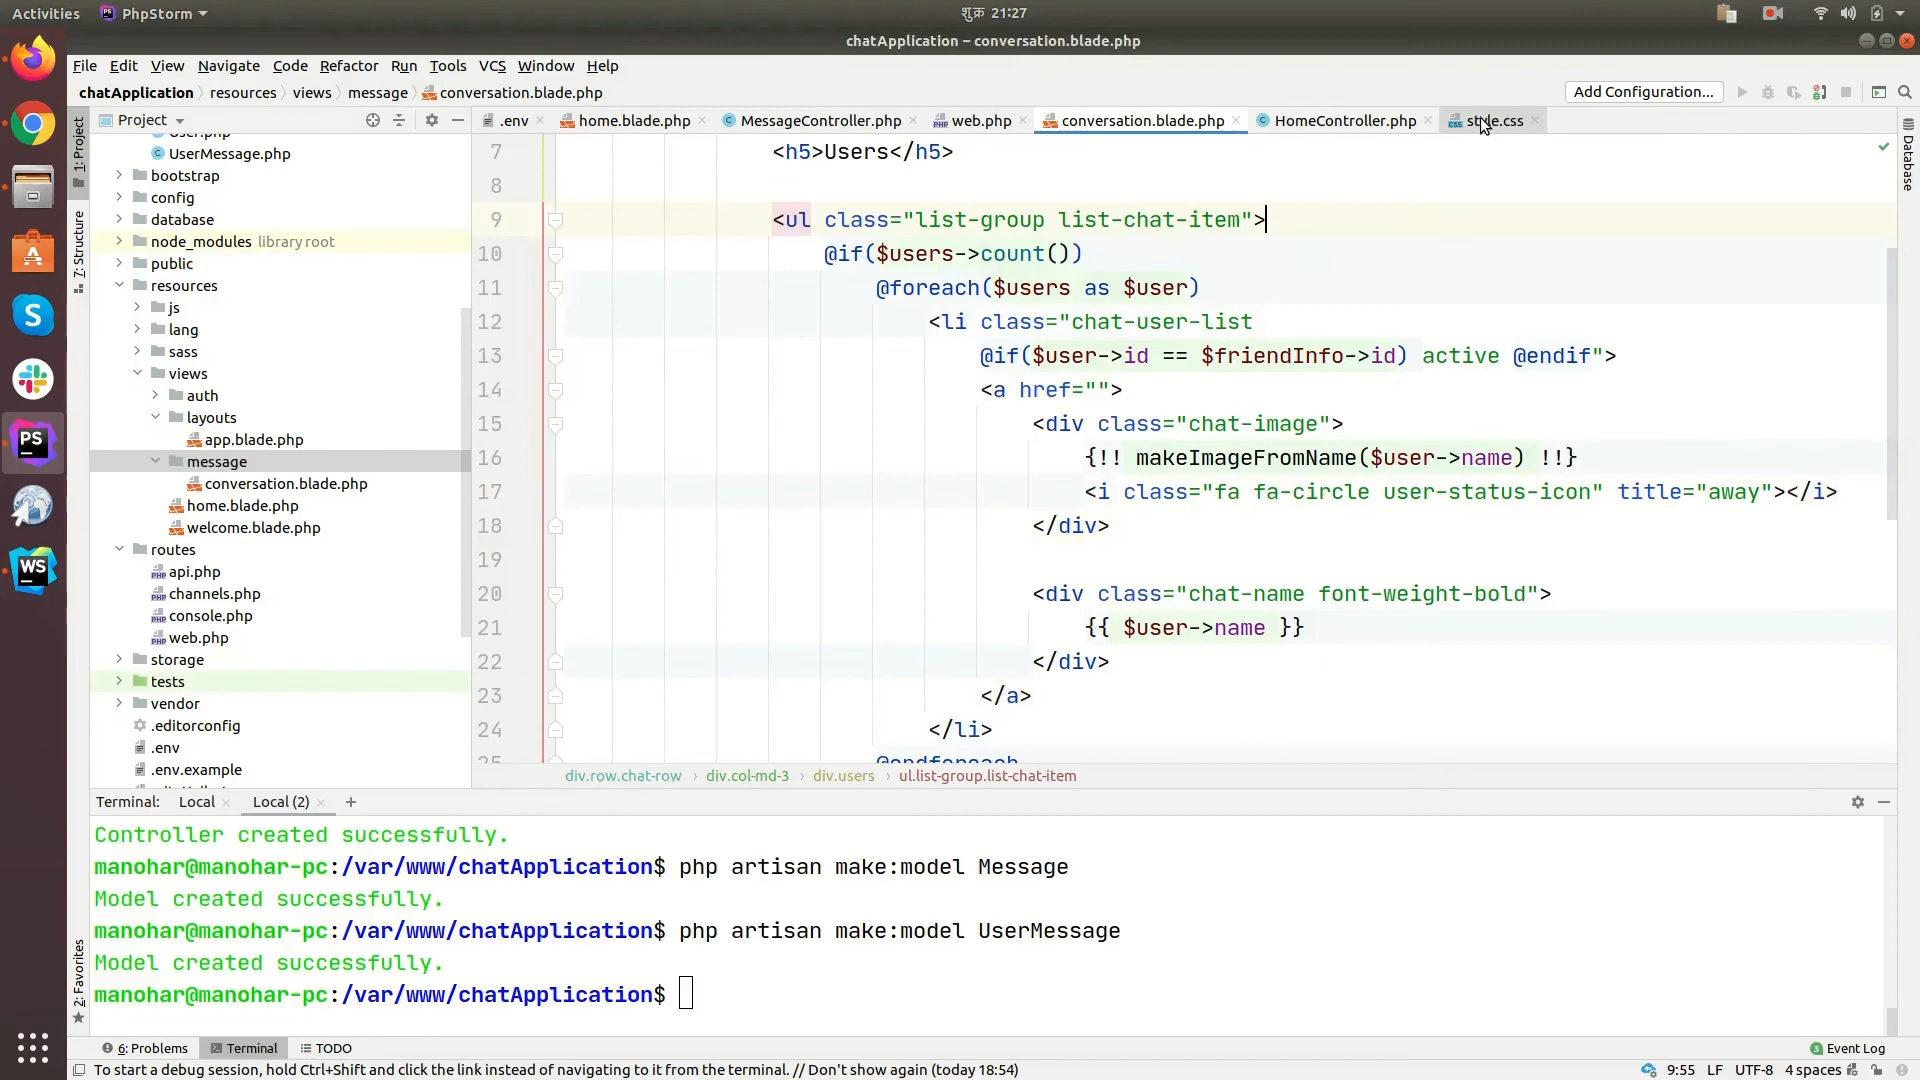 Activities PhpStorm शुक्र 21:27
chatApplication – conversation.blade.php
File Edit View Navigate Code Refactor Run Tools VCS Window Help
chatApplication resources views message conversation.blade.php Add Configuration...
Project .env home.blade.php MessageController.php web.php conversation.blade.php HomeController.php style.css
1: Project
7: Structure
2: Favorites
Database
User.php
UserMessage.php
bootstrap
config
database
node_modules library root
public
resources
js
lang
sass
views
auth
layouts
app.blade.php
message
conversation.blade.php
home.blade.php
welcome.blade.php
routes
api.php
channels.php
console.php
web.php
storage
tests
vendor
.editorconfig
.env
.env.example
7 <h5>Users</h5>
8
9 <ul class="list-group list-chat-item">
10 @if($users->count())
11 @foreach($users as $user)
12 <li class="chat-user-list
13 @if($user->id == $friendInfo->id) active @endif">
14 <a href="">
15 <div class="chat-image">
16 {!! makeImageFromName($user->name) !!}
17 <i class="fa fa-circle user-status-icon" title="away"></i>
18 </div>
19
20 <div class="chat-name font-weight-bold">
21 {{ $user->name }}
22 </div>
23 </a>
24 </li>
25 @endforeach
div.row.chat-row › div.col-md-3 › div.users › ul.list-group.list-chat-item
Terminal: Local Local (2) +
Controller created successfully.
manohar@manohar-pc:/var/www/chatApplication$ php artisan make:model Message
Model created successfully.
manohar@manohar-pc:/var/www/chatApplication$ php artisan make:model UserMessage
Model created successfully.
manohar@manohar-pc:/var/www/chatApplication$
6: Problems Terminal TODO 3 Event Log
To start a debug session, hold Ctrl+Shift and click the link instead of navigating to it from the terminal. // Don't show again (today 18:54) 9:55 LF UTF-8 4 spaces